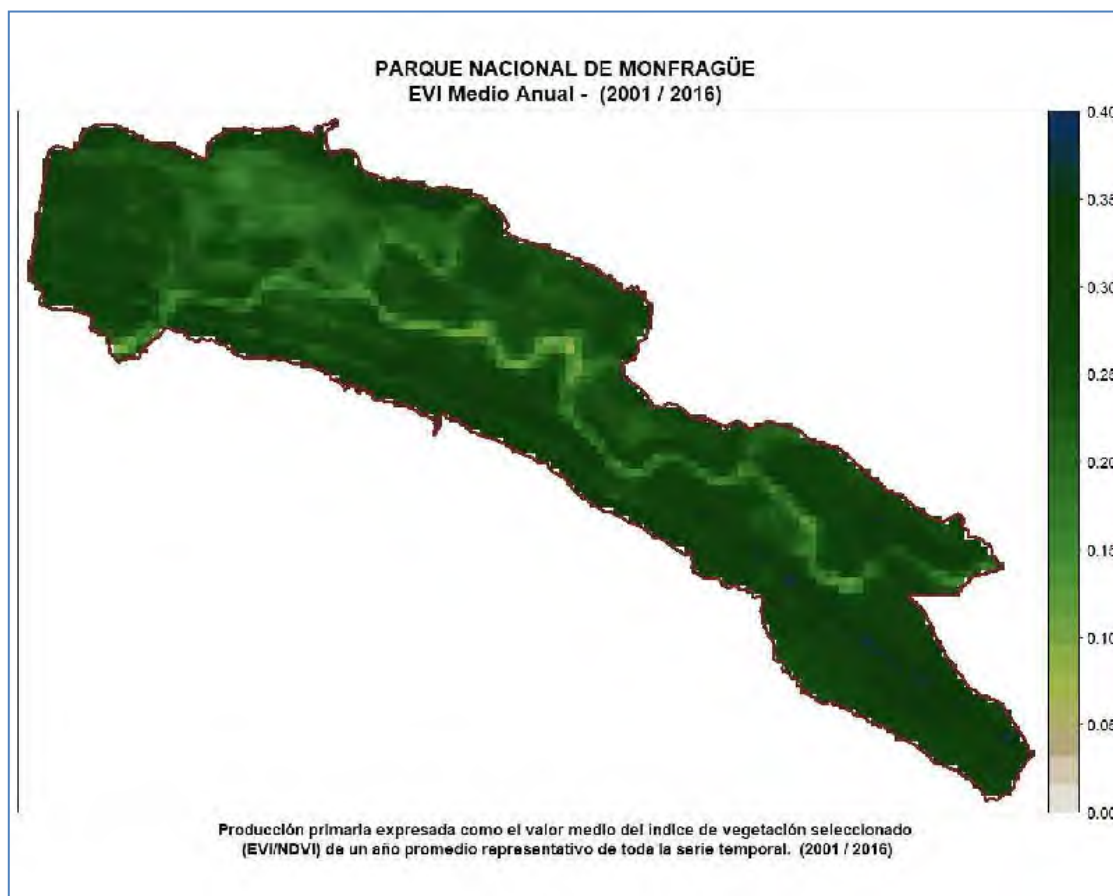 PARQUE NACIONAL DE MONFRAGÜE
EVI Medio Anual - (2001 / 2016)
0.40
0.35
0.30
0.25
0.20
0.15
0.10
0.05
0.00
Producción primaria expresada como el valor medio del indice de vegetación seleccionado
(EVI/NDVI) de un año promedio representativo de toda la serie temporal. (2001 / 2016)